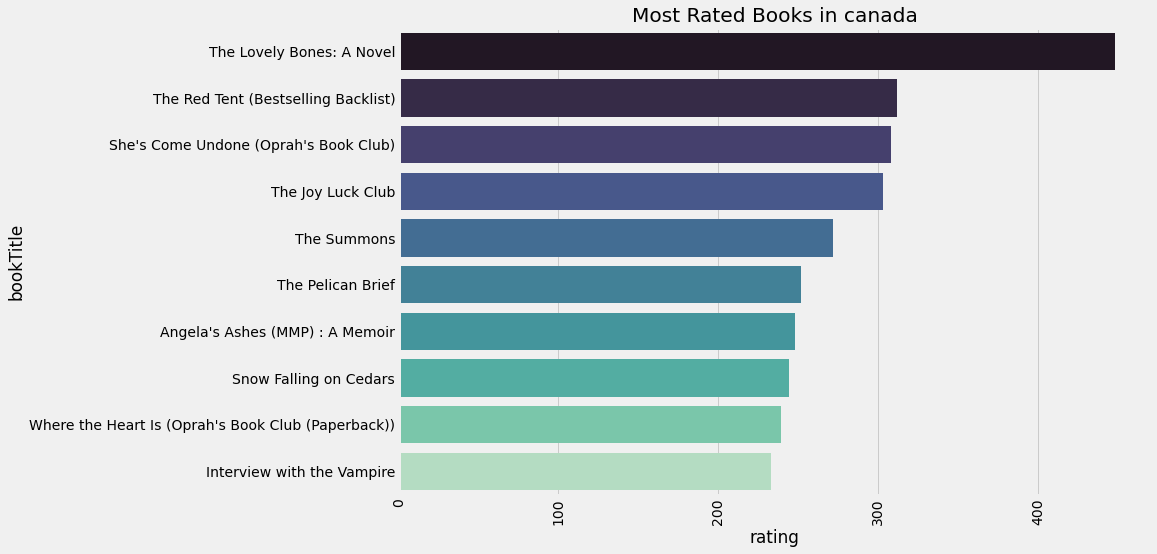 Most Rated Books in canada
bookTitle
The Lovely Bones: A Novel
The Red Tent (Bestselling Backlist)
She's Come Undone (Oprah's Book Club)
The Joy Luck Club
The Summons
The Pelican Brief
Angela's Ashes (MMP) : A Memoir
Snow Falling on Cedars
Where the Heart Is (Oprah's Book Club (Paperback))
Interview with the Vampire
0
100
200
300
400
rating